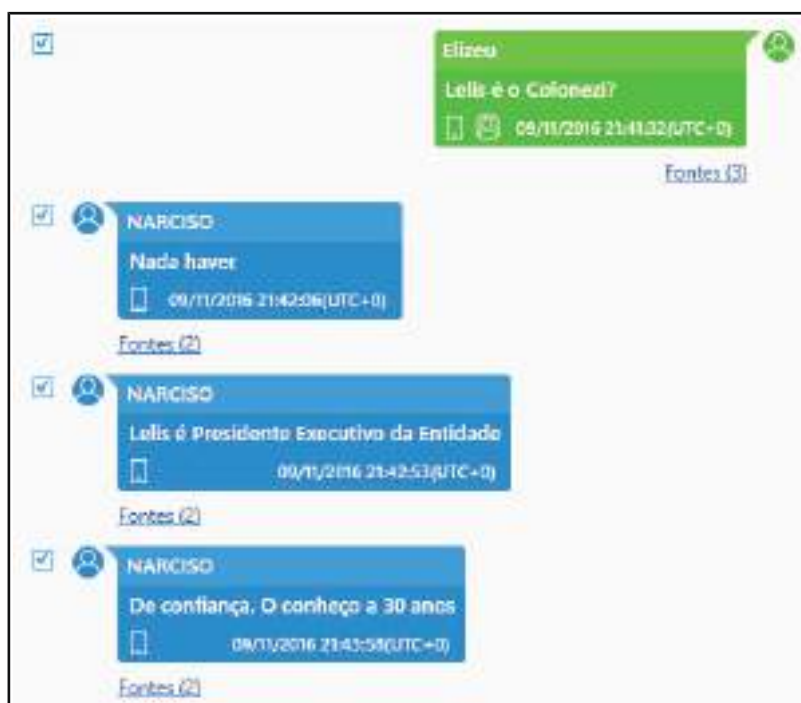 Elizeu
Lelis é o Colonezi?
09/11/2016 21:41:32(UTC+0)
Fontes (3)
NARCISO
Nada haver
09/11/2016 21:42:06(UTC+0)
Fontes (2)
NARCISO
Lelis é Presidente Executivo da Entidade
09/11/2016 21:42:53(UTC+0)
Fontes (2)
NARCISO
De confiança. O conheço a 30 anos
09/11/2016 21:43:58(UTC+0)
Fontes (2)